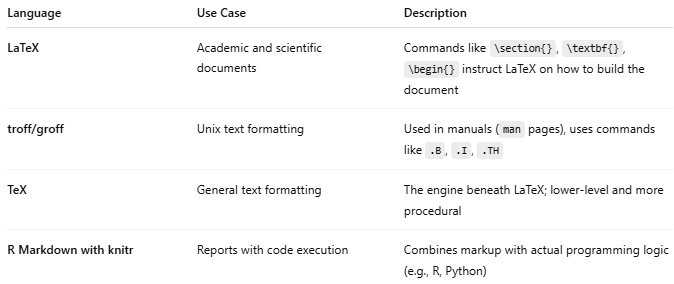 Language Use Case Description
LaTeX Academic and scientific documents Commands like \section{}, \textbf{}, \begin{} instruct LaTeX on how to build the document
troff/groff Unix text formatting Used in manuals (man pages), uses commands like .B, .I, .TH
TeX General text formatting The engine beneath LaTeX; lower-level and more procedural
R Markdown with knitr Reports with code execution Combines markup with actual programming logic (e.g., R, Python)